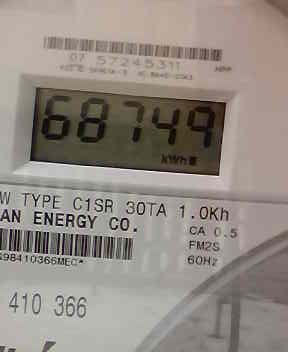 07 57245311
68749
kWh
W TYPE C1SR 30TA 1.0Kh
AN ENERGY CO.
CA 0.5
FM2S
98410366MEC*
60Hz
410 366